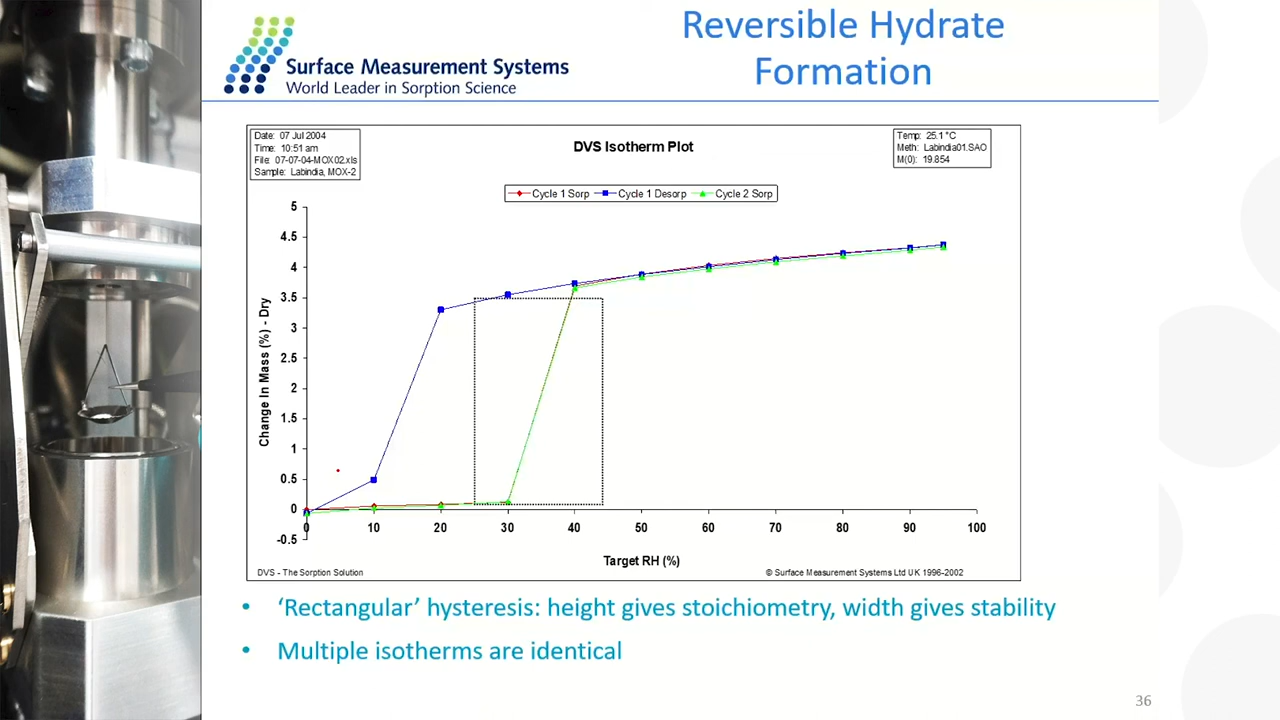 Reversible Hydrate
Formation
Surface Measurement Systems
World Leader in Sorption Science
Date: 07 Jul 2004
Time: 10:51 am
File: 07-07-04-MOX02.xls
Sample: Labindia, MOX-2
DVS Isotherm Plot
Temp: 25.1 °C
Meth: Labindia01.SAO
M(0): 19.854
Cycle 1 Sorp Cycle 1 Desorp Cycle 2 Sorp
Change In Mass (%) - Dry
5
4.5
4
3.5
3
2.5
2
1.5
1
0.5
0
-0.5
0 10 20 30 40 50 60 70 80 90 100
Target RH (%)
DVS - The Sorption Solution
© Surface Measurement Systems Ltd UK 1996-2002
• ‘Rectangular’ hysteresis: height gives stoichiometry, width gives stability
• Multiple isotherms are identical
36